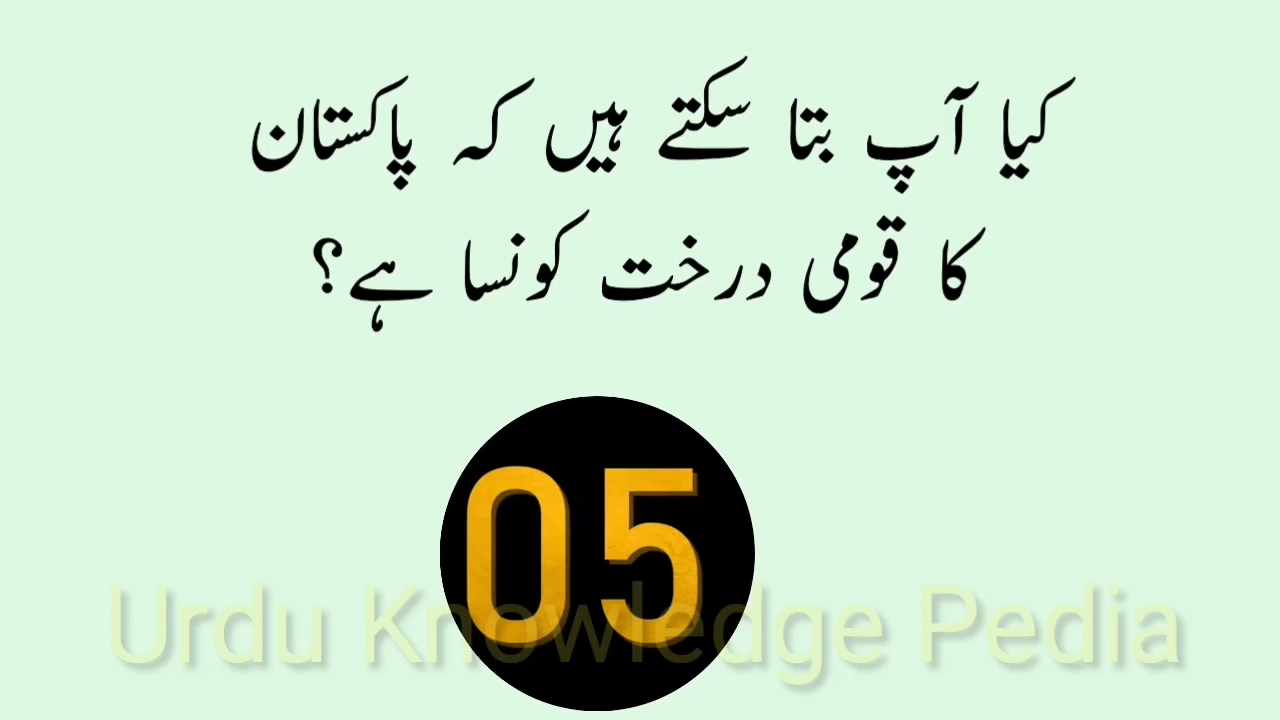 کیا آپ بتا سکتے ہیں کہ پاکستان
کا قومی درخت کونسا ہے؟
05
Urdu Knowledge Pedia